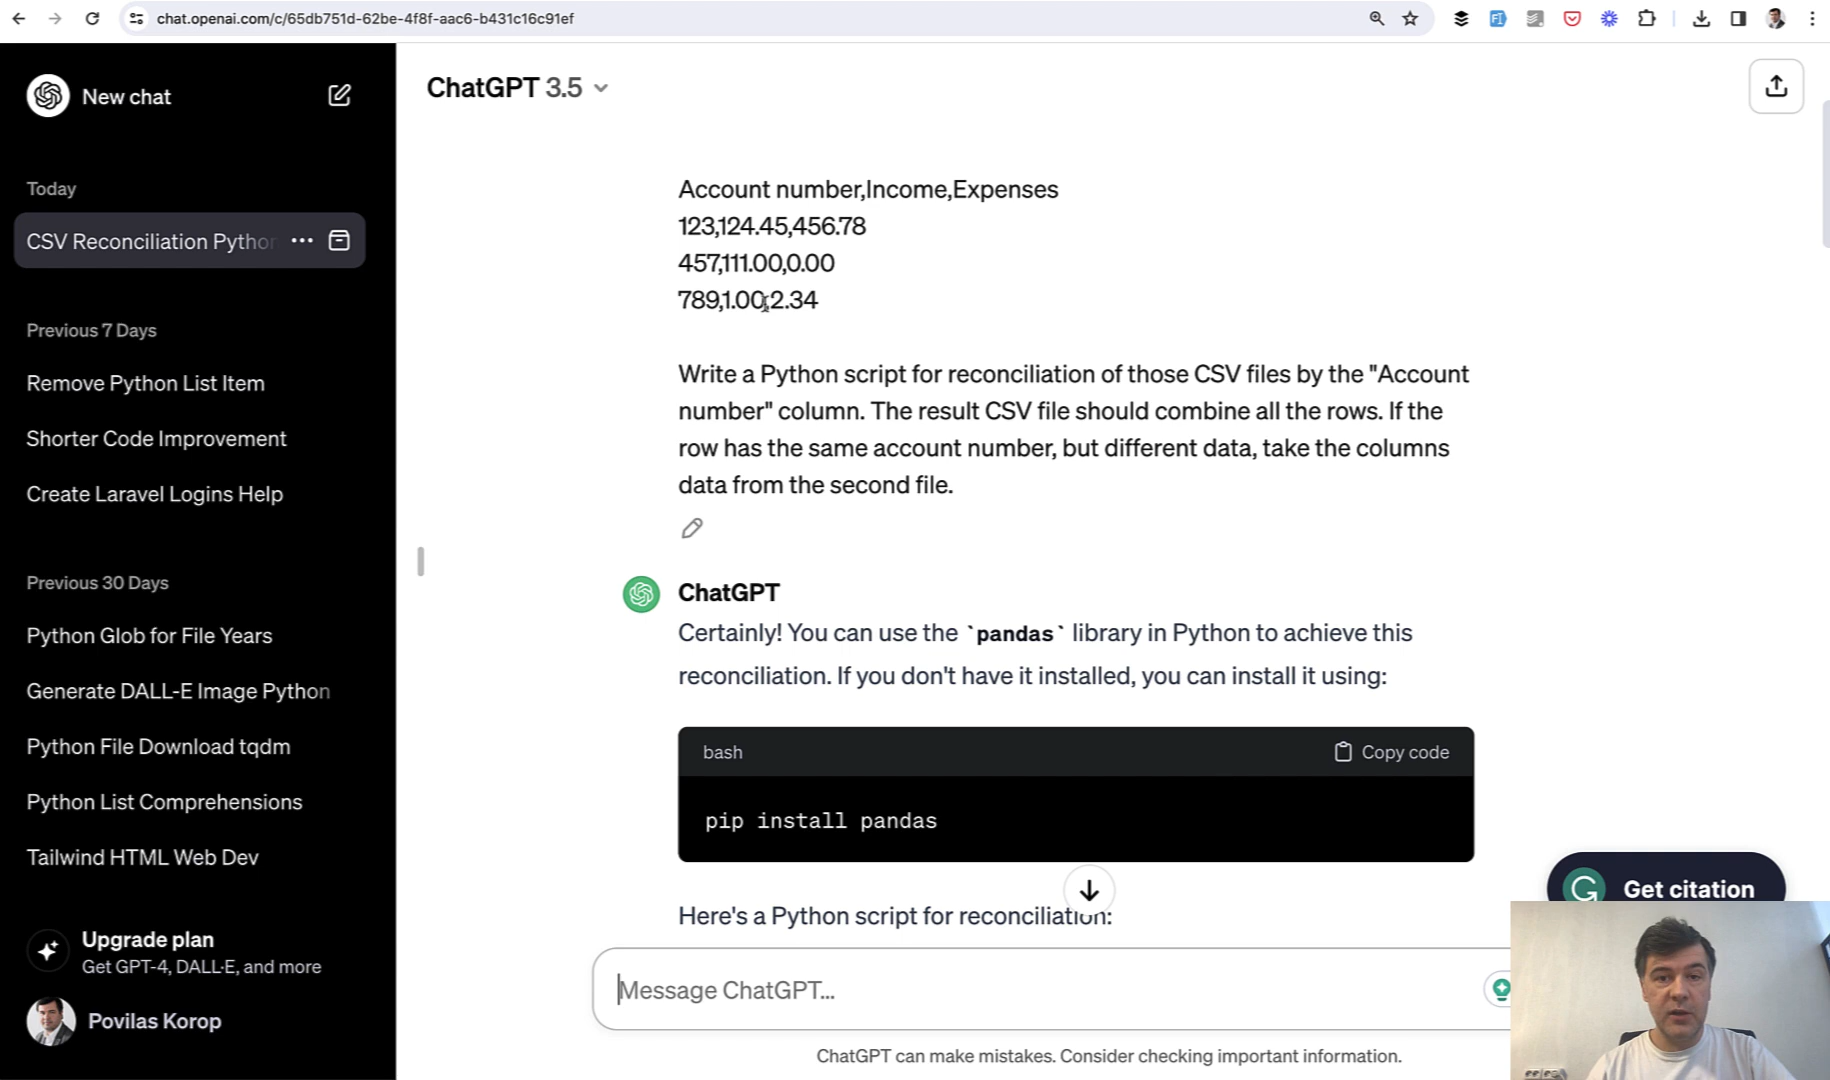 chat.openai.com/c/65db751d-62be-4f8f-aac6-b431c16c91ef
New chat
Today
CSV Reconciliation Python
Previous 7 Days
Remove Python List Item
Shorter Code Improvement
Create Laravel Logins Help
Previous 30 Days
Python Glob for File Years
Generate DALL-E Image Python
Python File Download tqdm
Python List Comprehensions
Tailwind HTML Web Dev
Upgrade plan
Get GPT-4, DALL·E, and more
Povilas Korop
ChatGPT 3.5
Account number,Income,Expenses
123,124.45,456.78
457,111.00,0.00
789,1.00,2.34
Write a Python script for reconciliation of those CSV files by the "Account
number" column. The result CSV file should combine all the rows. If the
row has the same account number, but different data, take the columns
data from the second file.
ChatGPT
Certainly! You can use the `pandas` library in Python to achieve this
reconciliation. If you don't have it installed, you can install it using:
bash
Copy code
pip install pandas
Here's a Python script for reconciliation:
Get citation
Message ChatGPT...
ChatGPT can make mistakes. Consider checking important information.